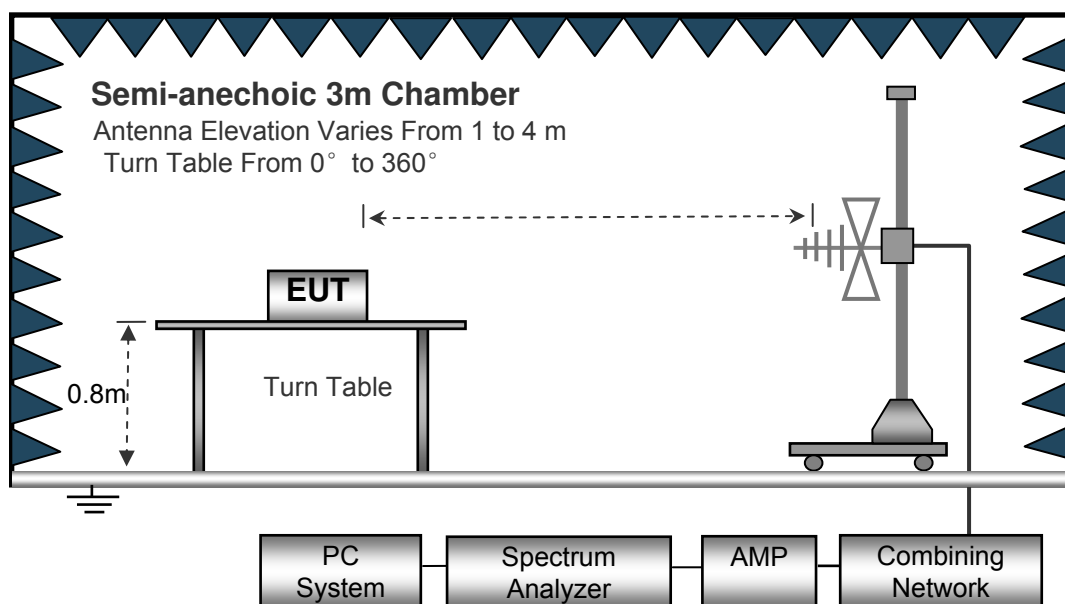 Semi-anechoic 3m Chamber
Antenna Elevation Varies From 1 to 4 m
Turn Table From 0° to 360°
EUT
0.8m
Turn Table
PC
System
Spectrum
Analyzer
AMP
Combining
Network